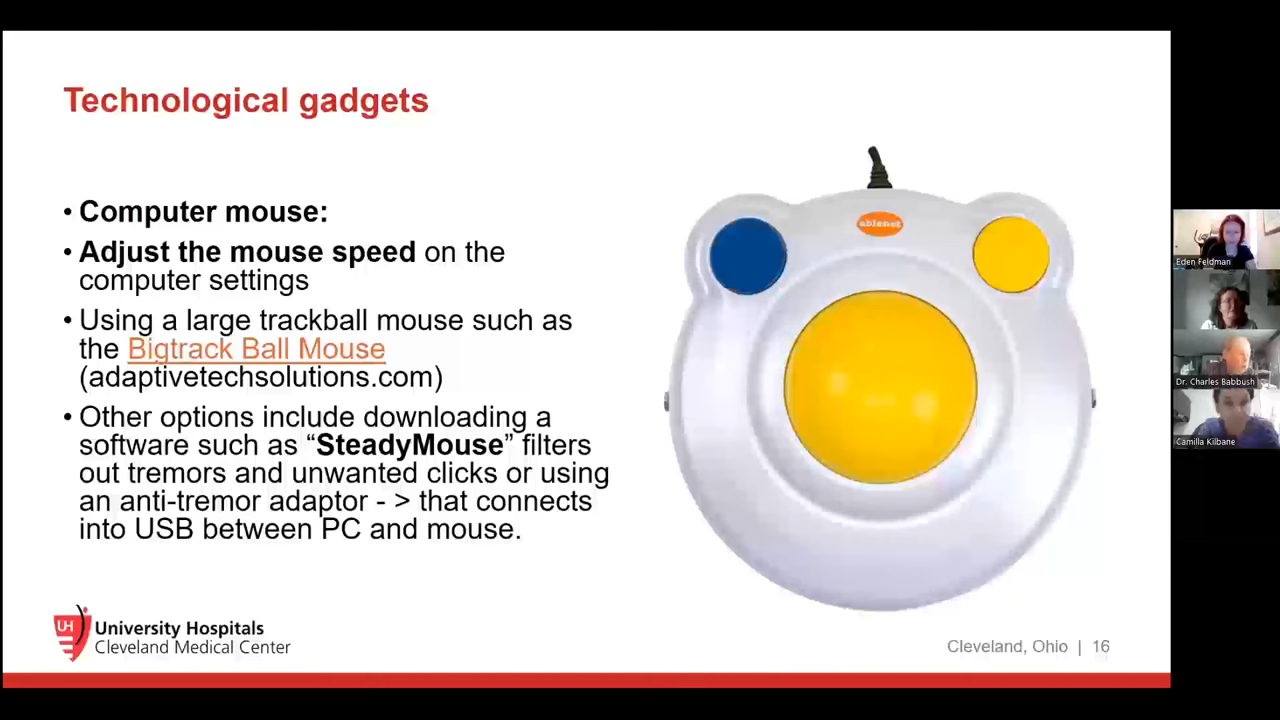 Technological gadgets
• Computer mouse:
• Adjust the mouse speed on the
computer settings
• Using a large trackball mouse such as
the Bigtrack Ball Mouse
(adaptivetechsolutions.com)
• Other options include downloading a
software such as “SteadyMouse” filters
out tremors and unwanted clicks or using
an anti-tremor adaptor - > that connects
into USB between PC and mouse.
ablenet
UH
University Hospitals
Cleveland Medical Center
Cleveland, Ohio | 16
Eden Feldman
Dr. Charles Babbush
Camilla Kilbane